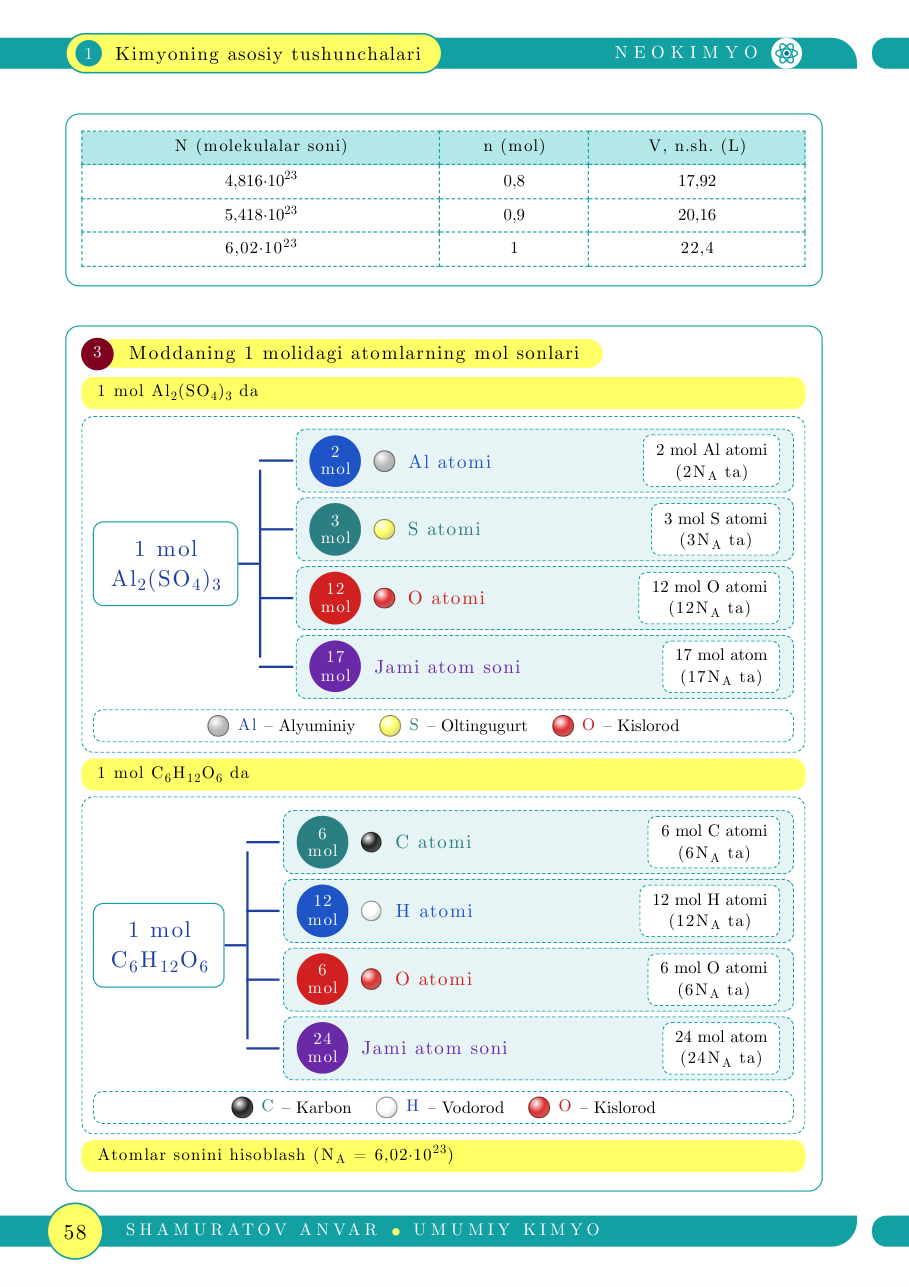 1 Kimyoning asosiy tushunchalari NEOKIMYO
N (molekulalar soni) n (mol) V, n.sh. (L)
4,816·10²³ 0,8 17,92
5,418·10²³ 0,9 20,16
6,02·10²³ 1 22,4
3 Moddaning 1 molidagi atomlarning mol sonlari
1 mol Al₂(SO₄)₃ da
1 mol
Al₂(SO₄)₃
2
mol
Al atomi
2 mol Al atomi
(2N_A ta)
3
mol
S atomi
3 mol S atomi
(3N_A ta)
12
mol
O atomi
12 mol O atomi
(12N_A ta)
17
mol
Jami atom soni
17 mol atom
(17N_A ta)
Al – Alyuminiy S – Oltingugurt O – Kislorod
1 mol C₆H₁₂O₆ da
1 mol
C₆H₁₂O₆
6
mol
C atomi
6 mol C atomi
(6N_A ta)
12
mol
H atomi
12 mol H atomi
(12N_A ta)
6
mol
O atomi
6 mol O atomi
(6N_A ta)
24
mol
Jami atom soni
24 mol atom
(24N_A ta)
C – Karbon H – Vodorod O – Kislorod
Atomlar sonini hisoblash (N_A = 6,02·10²³)
58 SHAMURATOV ANVAR • UMUMIY KIMYO